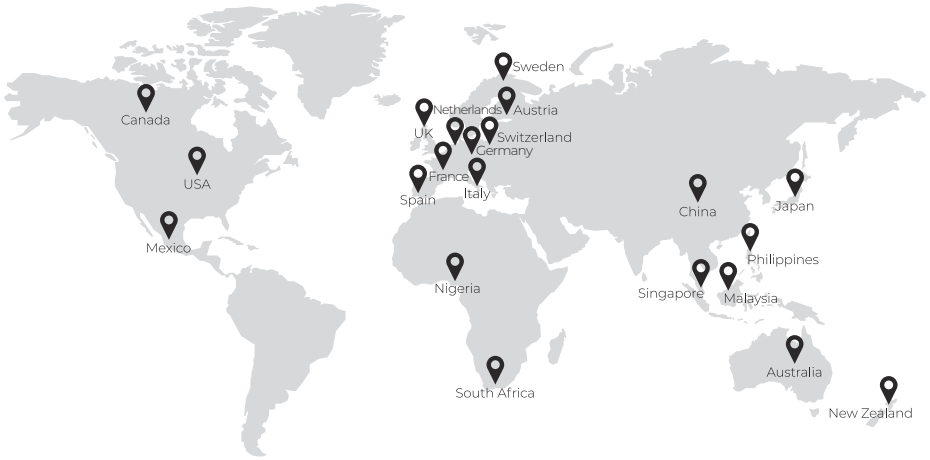 Sweden
Canada
Netherlands
Austria
UK
Switzerland
Germany
France
USA
Italy
Spain
China
Japan
Mexico
Philippines
Nigeria
Singapore
Malaysia
Australia
South Africa
New Zealand